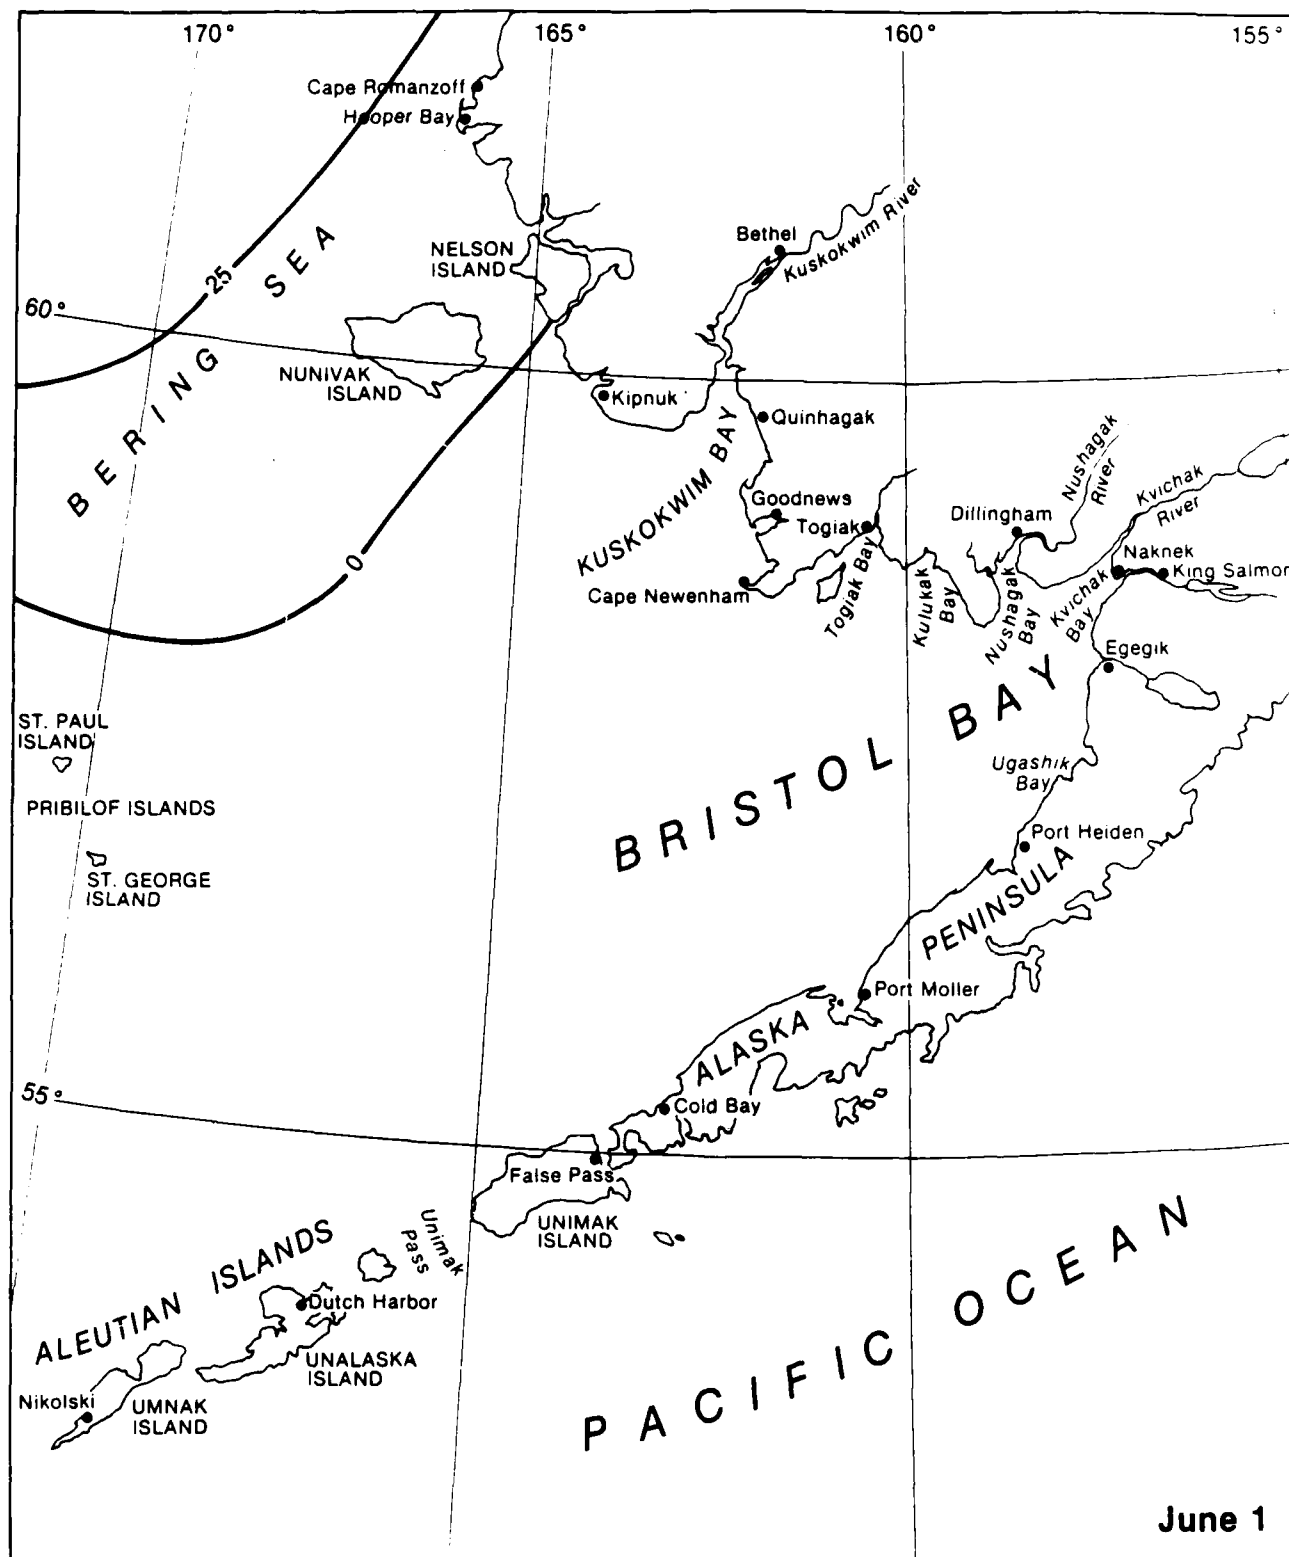 170°
165°
160°
155°
Cape Romanzoff
Hooper Bay
Bethel
Kuskokwim River
NELSON
ISLAND
25
BERING SEA
60°
NUNIVAK
ISLAND
Kipnuk
Quinhagak
KUSKOKWIM BAY
Goodnews
Togiak
Dillingham
Nushagak
River
Kvichak
River
Naknek
King Salmon
0
Cape Newenham
Togiak Bay
Kulukak
Bay
Nushagak
Bay
Kvichak
Bay
Egegik
BRISTOL BAY
ST. PAUL
ISLAND
Ugashik
Bay
PRIBILOF ISLANDS
Port Heiden
ST. GEORGE
ISLAND
ALASKA PENINSULA
Port Moller
55°
Cold Bay
False Pass
UNIMAK
ISLAND
Unimak
Pass
ALEUTIAN ISLANDS
Dutch Harbor
UNALASKA
ISLAND
Nikolski
UMNAK
ISLAND
PACIFIC OCEAN
June 1